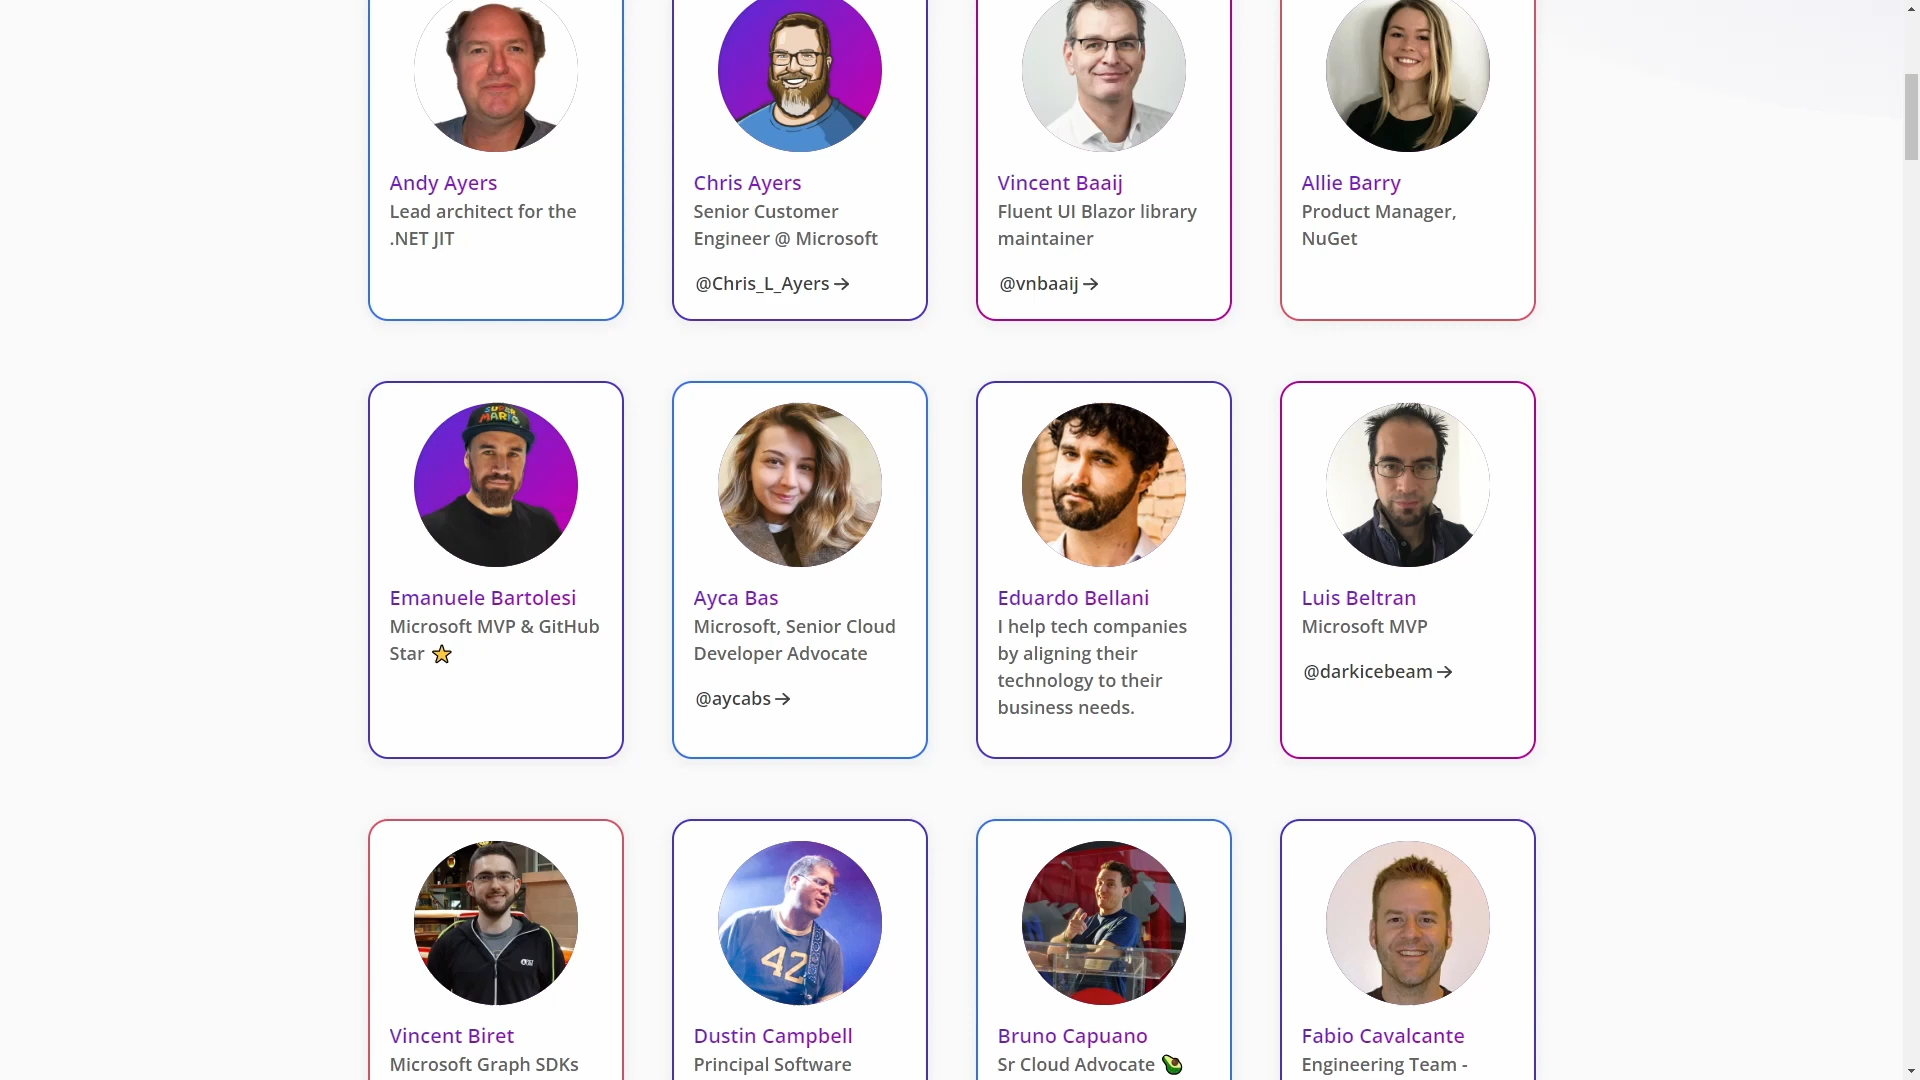 Andy Ayers
Lead architect for the
.NET JIT
Chris Ayers
Senior Customer
Engineer @ Microsoft
@Chris_L_Ayers
Vincent Baaij
Fluent UI Blazor library
maintainer
@vnbaaij
Allie Barry
Product Manager,
NuGet
SUPER
MARIO
Emanuele Bartolesi
Microsoft MVP & GitHub
Star ⭐
Ayca Bas
Microsoft, Senior Cloud
Developer Advocate
@aycabs
Eduardo Bellani
I help tech companies
by aligning their
technology to their
business needs.
Luis Beltran
Microsoft MVP
@darkicebeam
Vincent Biret
Microsoft Graph SDKs
42
Dustin Campbell
Principal Software
Bruno Capuano
Sr Cloud Advocate 🥑
Fabio Cavalcante
Engineering Team -